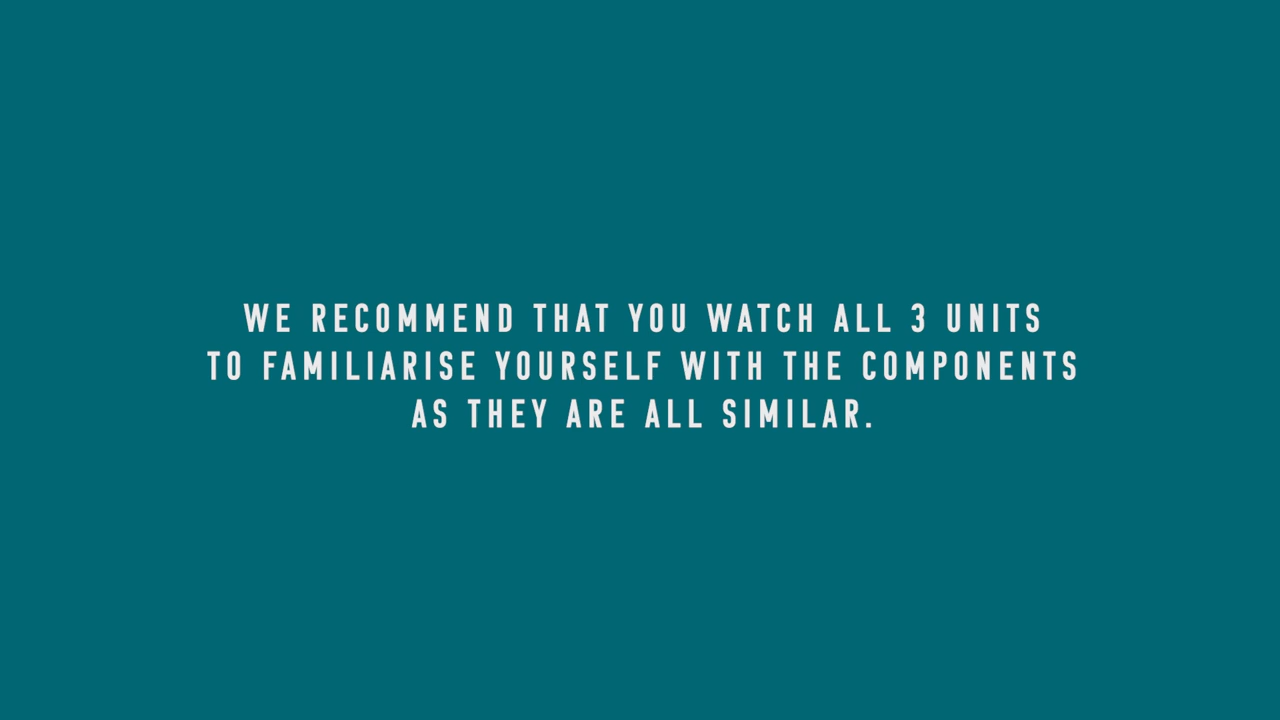 WE RECOMMEND THAT YOU WATCH ALL 3 UNITS
TO FAMILIARISE YOURSELF WITH THE COMPONENTS
AS THEY ARE ALL SIMILAR.